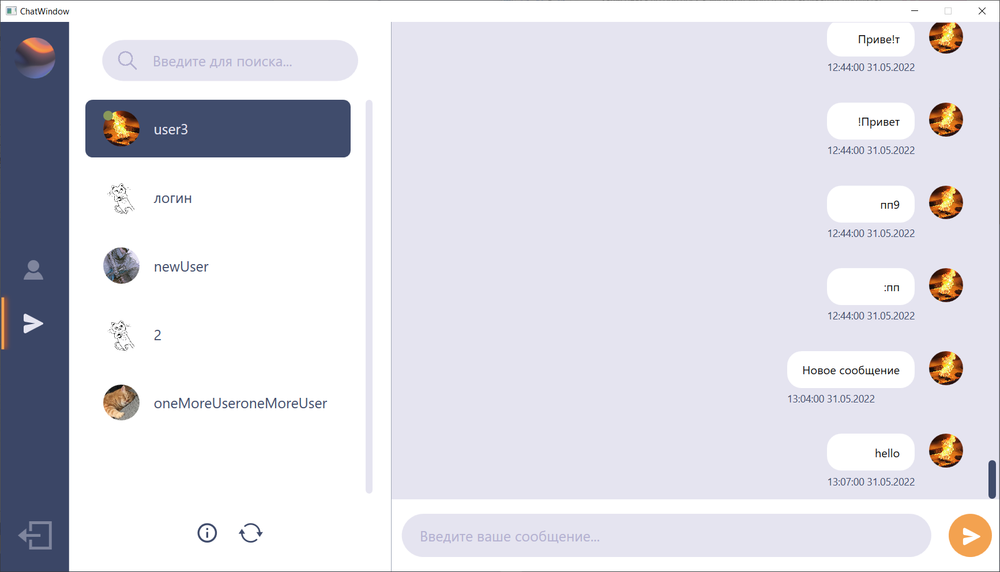 ChatWindow
Введите для поиска...
user3
логин
newUser
2
oneMoreUseroneMoreUser
Приве!т
12:44:00 31.05.2022
!Привет
12:44:00 31.05.2022
пп9
12:44:00 31.05.2022
:пп
12:44:00 31.05.2022
Новое сообщение
13:04:00 31.05.2022
hello
13:07:00 31.05.2022
Введите ваше сообщение...